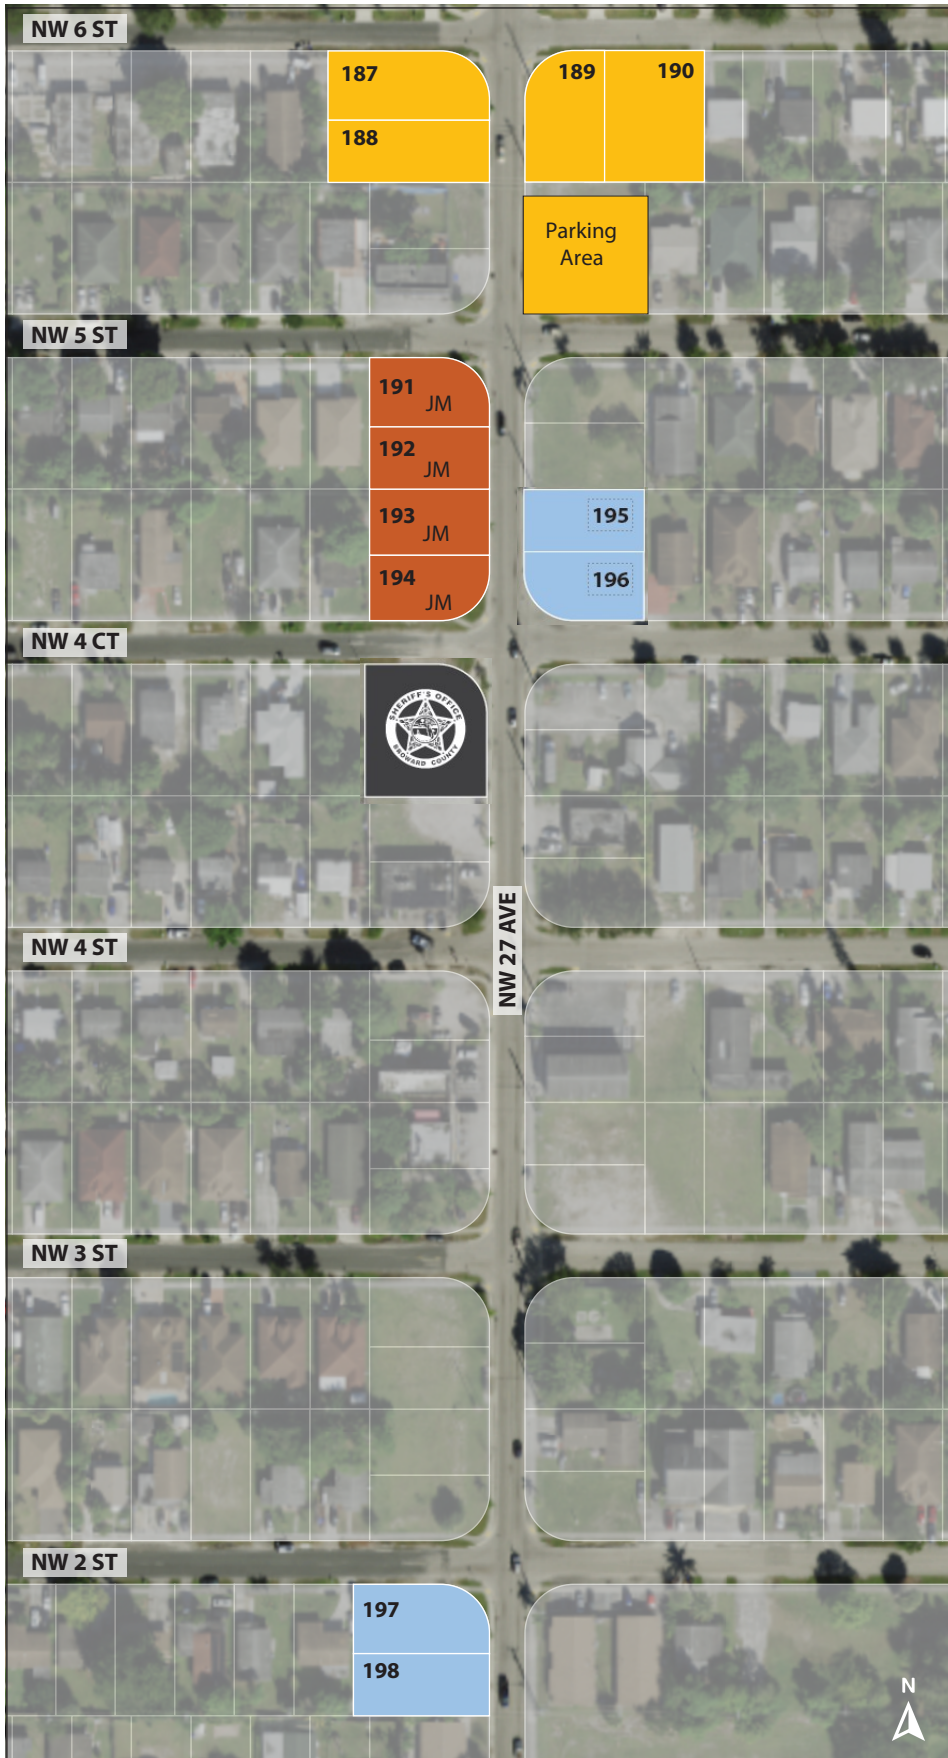 NW 6 ST
187
189
190
188
Parking
Area
NW 5 ST
191
JM
192
JM
193
JM
195
194
JM
196
NW 4 CT
SHERIFF'S OFFICE
BROWARD COUNTY
NW 27 AVE
NW 4 ST
NW 3 ST
NW 2 ST
197
198
N